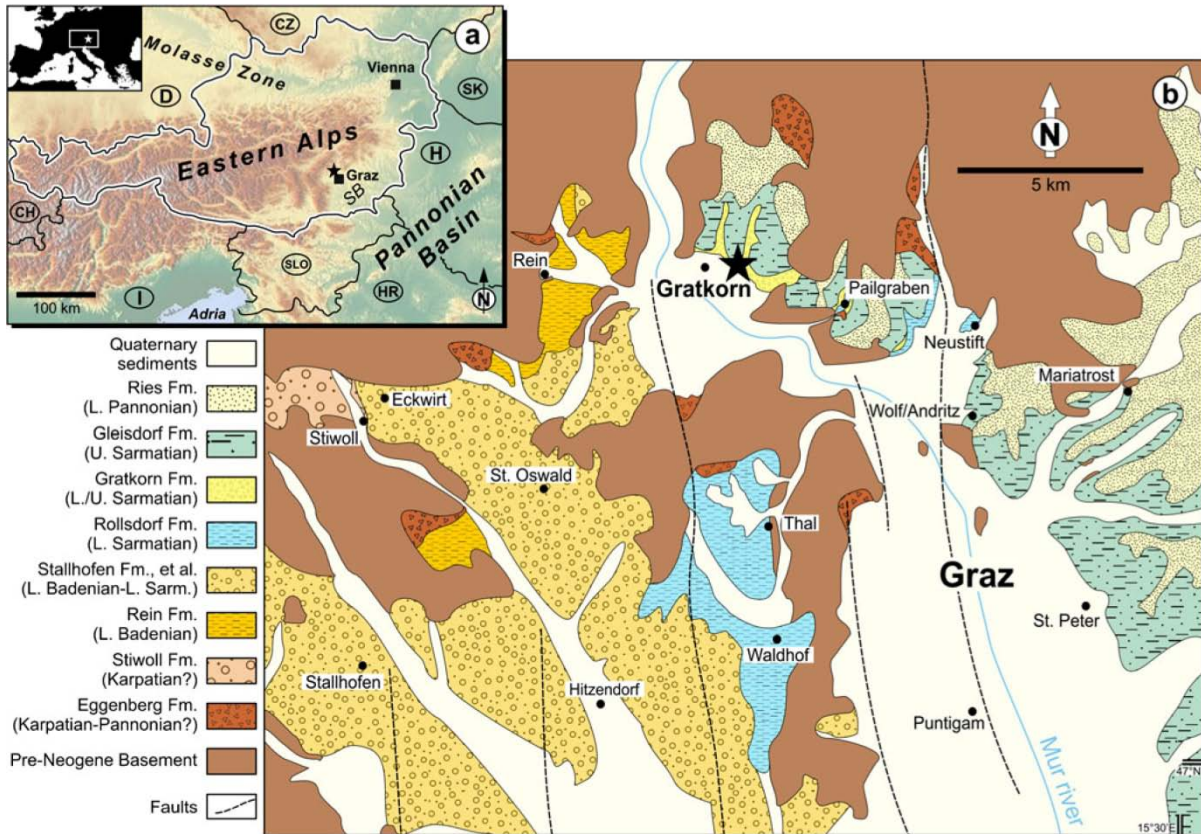 a
CZ
Molasse Zone
Vienna
D
SK
Eastern Alps
H
Graz
SB
CH
Pannonian
Basin
SLO
100 km
I
Adria
HR
N
b
N
5 km
Rein
Gratkorn
Pailgraben
Neustift
Mariatrost
Eckwirt
Wolf/Andritz
Stiwoll
St. Oswald
Thal
Graz
St. Peter
Waldhof
Stallhofen
Hitzendorf
Puntigam
Mur river
47°N
15°30'E
Quaternary
sediments
Ries Fm.
(L. Pannonian)
Gleisdorf Fm.
(U. Sarmatian)
Gratkorn Fm.
(L./U. Sarmatian)
Rollsdorf Fm.
(L. Sarmatian)
Stallhofen Fm., et al.
(L. Badenian-L. Sarm.)
Rein Fm.
(L. Badenian)
Stiwoll Fm.
(Karpatian?)
Eggenberg Fm.
(Karpatian-Pannonian?)
Pre-Neogene Basement
Faults